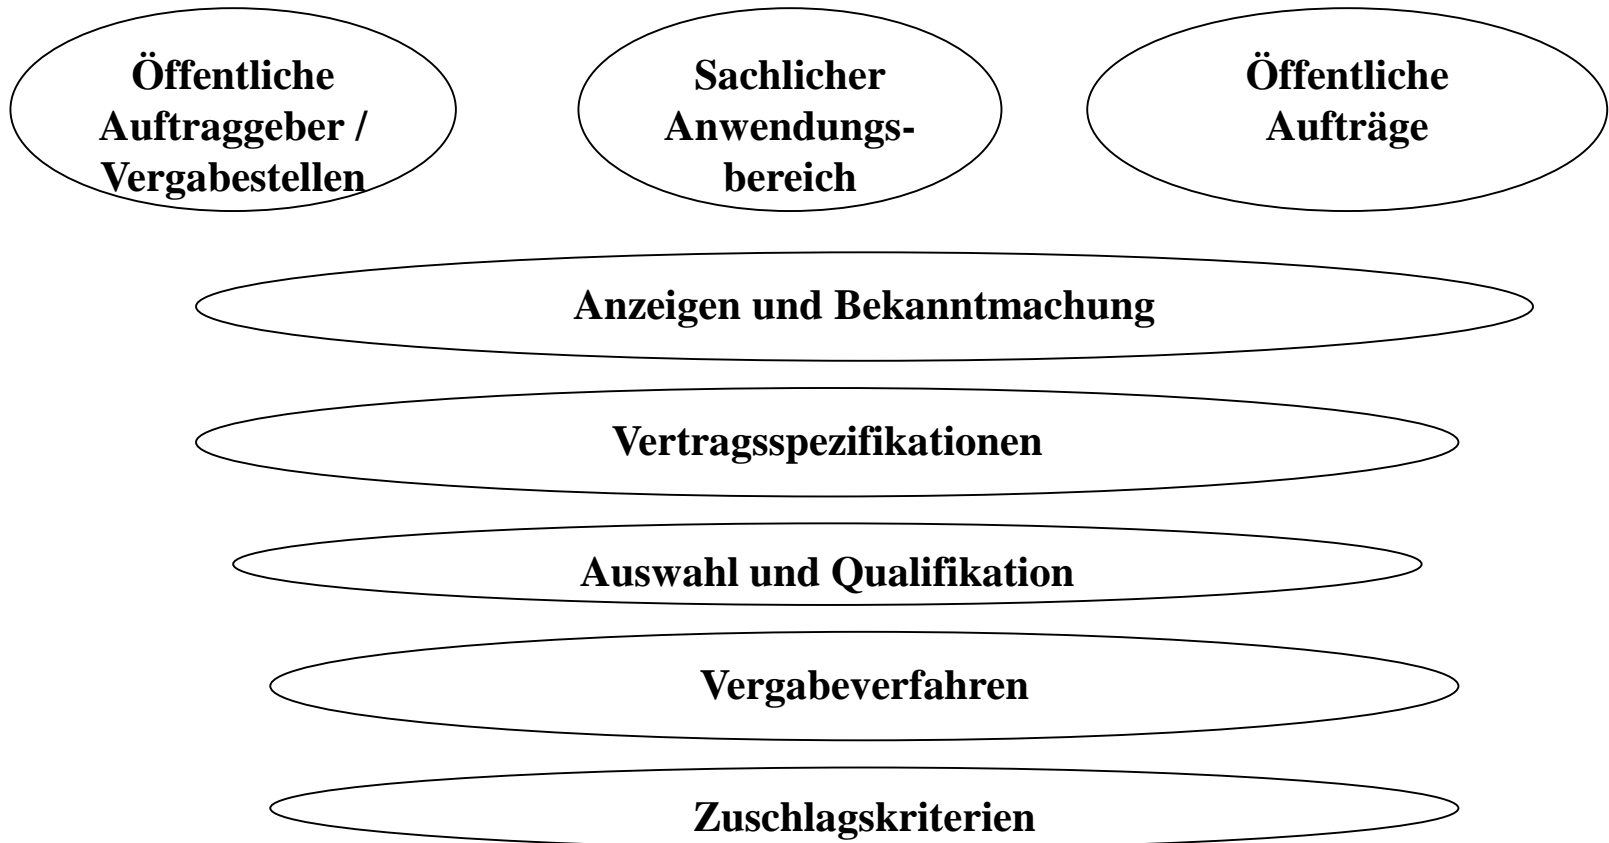 Öffentliche
Auftraggeber /
Vergabestellen
Sachlicher
Anwendungs-
bereich
Öffentliche
Aufträge
Anzeigen und Bekanntmachung
Vertragsspezifikationen
Auswahl und Qualifikation
Vergabeverfahren
Zuschlagskriterien